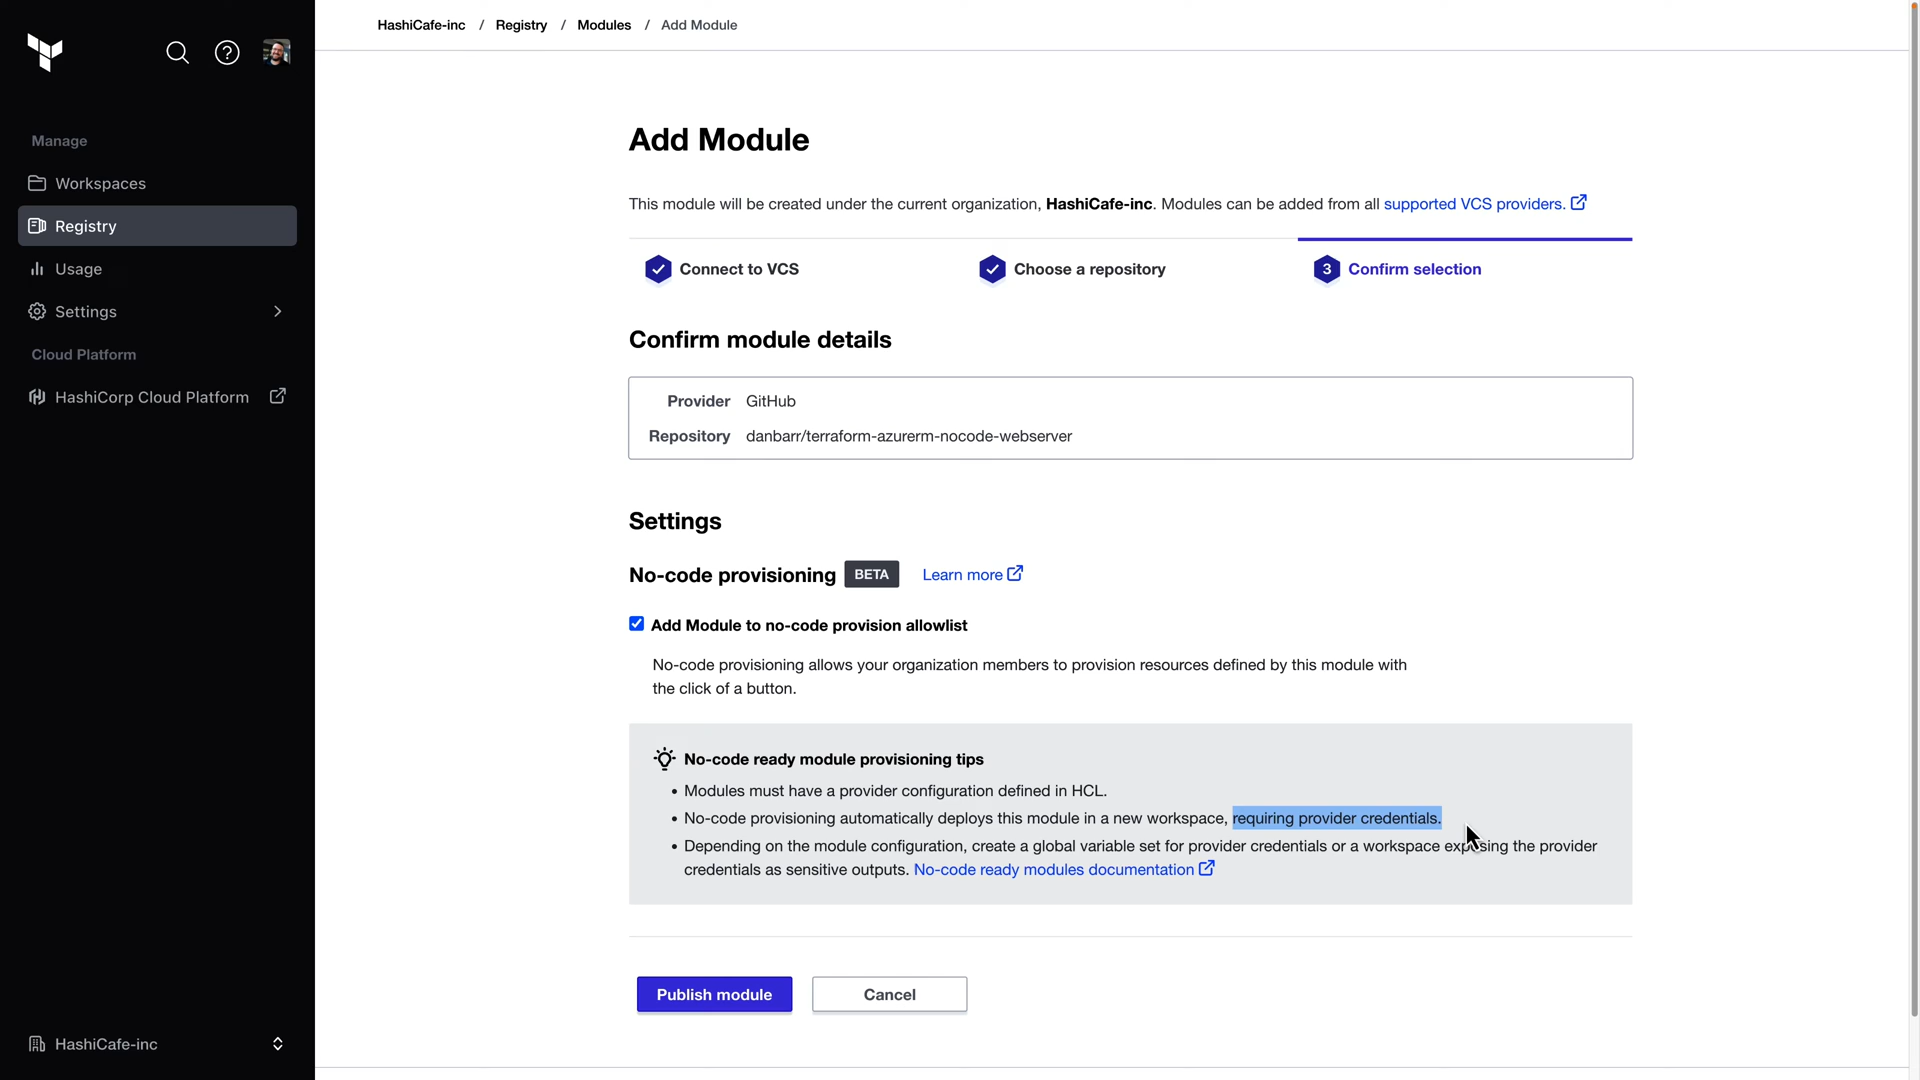 HashiCafe-inc / Registry / Modules / Add Module
Manage
Workspaces
Registry
Usage
Settings
Cloud Platform
HashiCorp Cloud Platform
HashiCafe-inc
Add Module
This module will be created under the current organization, HashiCafe-inc. Modules can be added from all supported VCS providers.
Connect to VCS
Choose a repository
3 Confirm selection
Confirm module details
Provider GitHub
Repository danbarr/terraform-azurerm-nocode-webserver
Settings
No-code provisioning BETA Learn more
Add Module to no-code provision allowlist
No-code provisioning allows your organization members to provision resources defined by this module with
the click of a button.
No-code ready module provisioning tips
• Modules must have a provider configuration defined in HCL.
• No-code provisioning automatically deploys this module in a new workspace, requiring provider credentials.
• Depending on the module configuration, create a global variable set for provider credentials or a workspace exposing the provider
credentials as sensitive outputs. No-code ready modules documentation
Publish module
Cancel